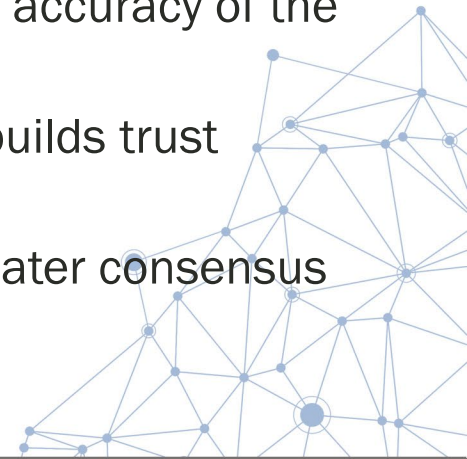 accuracy of the
builds trust
ater consensus